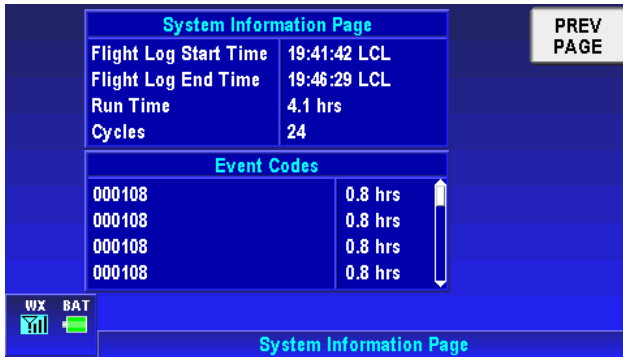 System Information Page
PREV
PAGE
Flight Log Start Time 19:41:42 LCL
Flight Log End Time 19:46:29 LCL
Run Time 4.1 hrs
Cycles 24
Event Codes
000108 0.8 hrs
000108 0.8 hrs
000108 0.8 hrs
000108 0.8 hrs
WX BAT
System Information Page